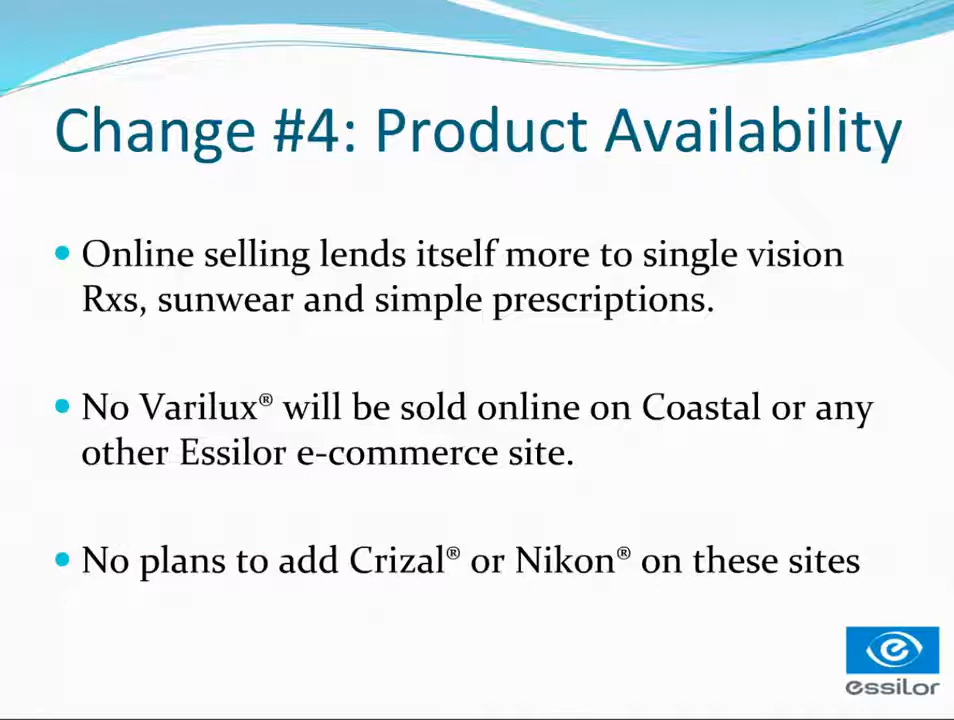 Change #4: Product Availability
• Online selling lends itself more to single vision
Rxs, sunwear and simple prescriptions.
• No Varilux® will be sold online on Coastal or any
other Essilor e-commerce site.
• No plans to add Crizal® or Nikon® on these sites
essilor